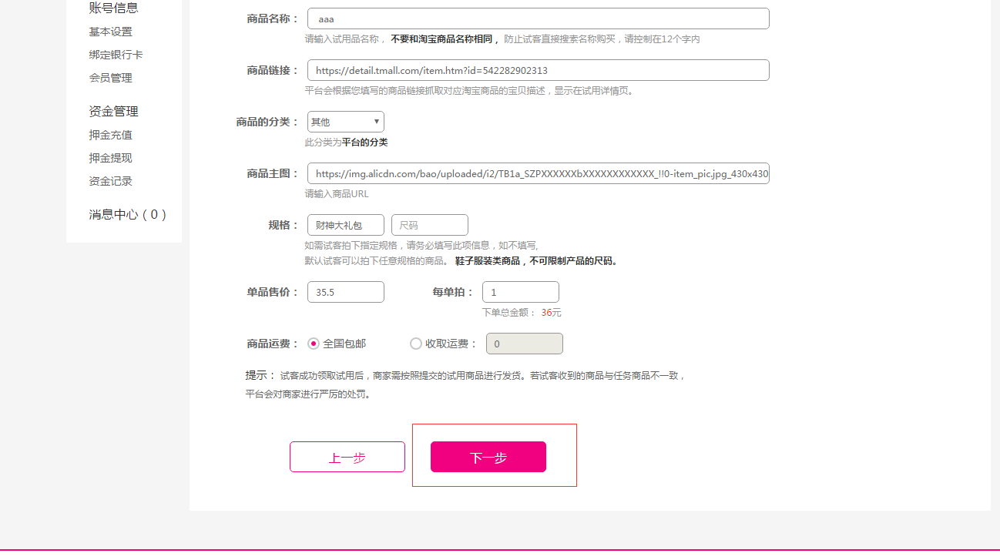 账号信息
基本设置
绑定银行卡
会员管理
资金管理
押金充值
押金提现
资金记录
消息中心 ( 0 )
商品名称： aaa
请输入试用品名称， 不要和淘宝商品名称相同， 防止试客直接搜索名称购买，请控制在12个字内
商品链接： https://detail.tmall.com/item.htm?id=542282902313
平台会根据您填写的商品链接抓取对应淘宝商品的宝贝描述，显示在试用详情页。
商品的分类： 其他
此分类为平台的分类
商品主图： https://img.alicdn.com/bao/uploaded/i2/TB1a_SZPXXXXXXbXXXXXXXXXXXX_!!0-item_pic.jpg_430x430
请输入商品URL
规格： 财神大礼包 尺码
如需试客拍下指定规格，请务必填写此项信息，如不填写,
默认试客可以拍下任意规格的商品。 鞋子服装类商品，不可限制产品的尺码。
单品售价： 35.5 每单拍： 1
下单总金额： 36元
商品运费： 全国包邮 收取运费： 0
提示： 试客成功领取试用后，商家需按照提交的试用商品进行发货。若试客收到的商品与任务商品不一致，
平台会对商家进行严厉的处罚。
上一步 下一步